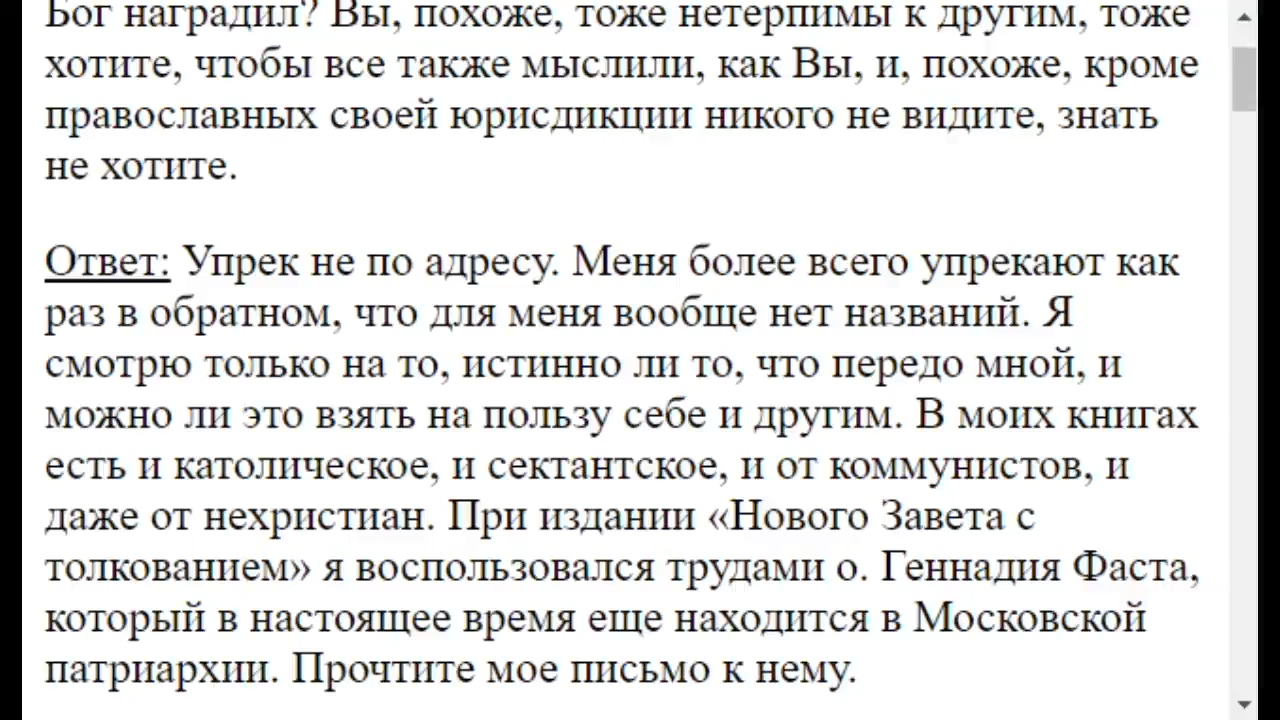 Бог наградил? Вы, похоже, тоже нетерпимы к другим, тоже
хотите, чтобы все также мыслили, как Вы, и, похоже, кроме
православных своей юрисдикции никого не видите, знать
не хотите.
Ответ: Упрек не по адресу. Меня более всего упрекают как
раз в обратном, что для меня вообще нет названий. Я
смотрю только на то, истинно ли то, что передо мной, и
можно ли это взять на пользу себе и другим. В моих книгах
есть и католическое, и сектантское, и от коммунистов, и
даже от нехристиан. При издании «Нового Завета с
толкованием» я воспользовался трудами о. Геннадия Фаста,
который в настоящее время еще находится в Московской
патриархии. Прочтите мое письмо к нему.